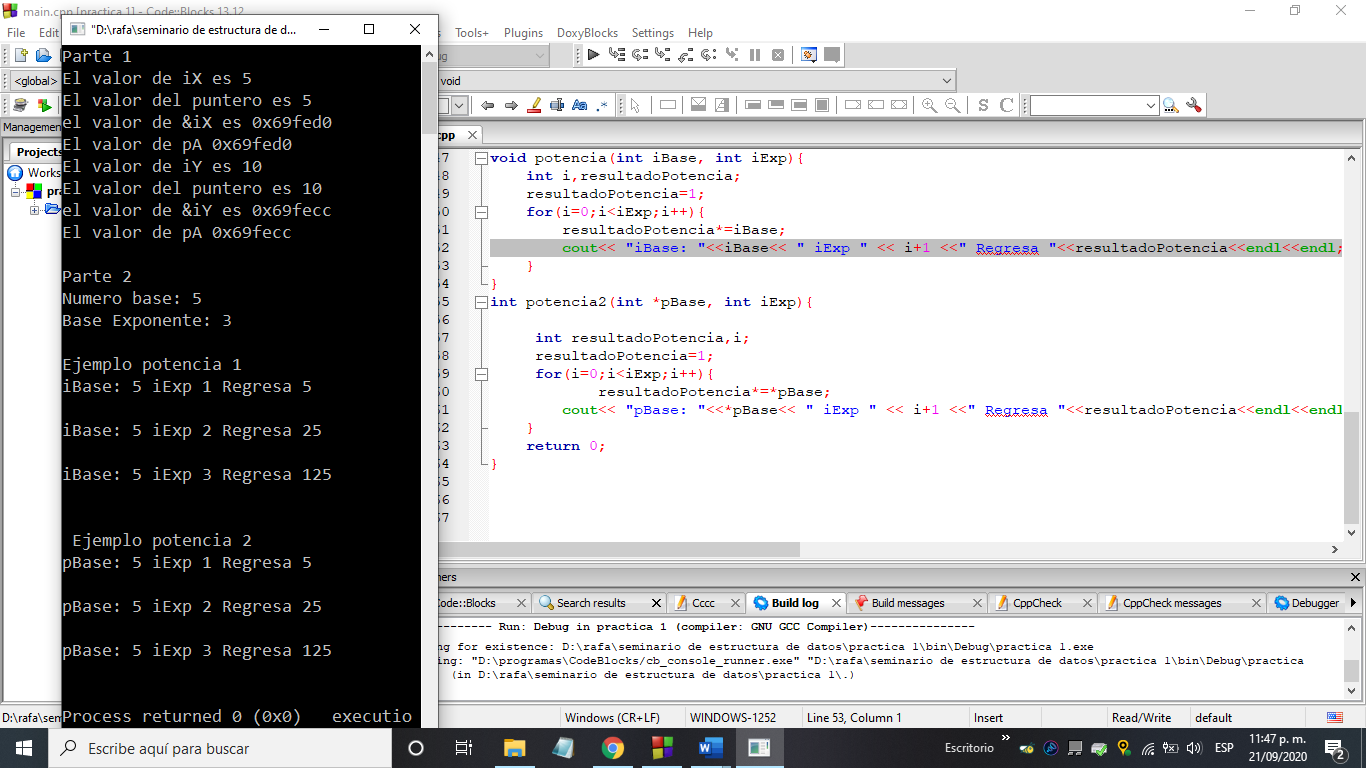 main.cpp [practica 1] - Code::Blocks 13.12
"D:\rafa\seminario de estructura de d...
File Edit Tools+ Plugins DoxyBlocks Settings Help
<global>
void
Management
cpp
Projects
Works
pra
Parte 1
El valor de iX es 5
El valor del puntero es 5
el valor de &iX es 0x69fed0
El valor de pA 0x69fed0
El valor de iY es 10
El valor del puntero es 10
el valor de &iY es 0x69fecc
El valor de pA 0x69fecc
Parte 2
Numero base: 5
Base Exponente: 3
Ejemplo potencia 1
iBase: 5 iExp 1 Regresa 5
iBase: 5 iExp 2 Regresa 25
iBase: 5 iExp 3 Regresa 125
Ejemplo potencia 2
pBase: 5 iExp 1 Regresa 5
pBase: 5 iExp 2 Regresa 25
pBase: 5 iExp 3 Regresa 125
Process returned 0 (0x0)   executio
void potencia(int iBase, int iExp){
int i,resultadoPotencia;
resultadoPotencia=1;
for(i=0;i<iExp;i++){
resultadoPotencia*=iBase;
cout<< "iBase: "<<iBase<< " iExp " << i+1 <<" Regresa "<<resultadoPotencia<<endl<<endl;
}
}
int potencia2(int *pBase, int iExp){
int resultadoPotencia,i;
resultadoPotencia=1;
for(i=0;i<iExp;i++){
resultadoPotencia*=*pBase;
cout<< "pBase: "<<*pBase<< " iExp " << i+1 <<" Regresa "<<resultadoPotencia<<endl<<endl
}
return 0;
}
ners
Code::Blocks Search results Cccc Build log Build messages CppCheck CppCheck messages Debugger
-------- Run: Debug in practica 1 (compiler: GNU GCC Compiler)---------------
ng for existence: D:\rafa\seminario de estructura de datos\practica 1\bin\Debug\practica 1.exe
ing: "D:\programas\CodeBlocks/cb_console_runner.exe" "D:\rafa\seminario de estructura de datos\practica 1\bin\Debug\practica
(in D:\rafa\seminario de estructura de datos\practica 1\.)
D:\rafa\sem Windows (CR+LF) WINDOWS-1252 Line 53, Column 1 Insert Read/Write default
Escribe aquí para buscar
Escritorio
ESP
11:47 p. m.
21/09/2020
2